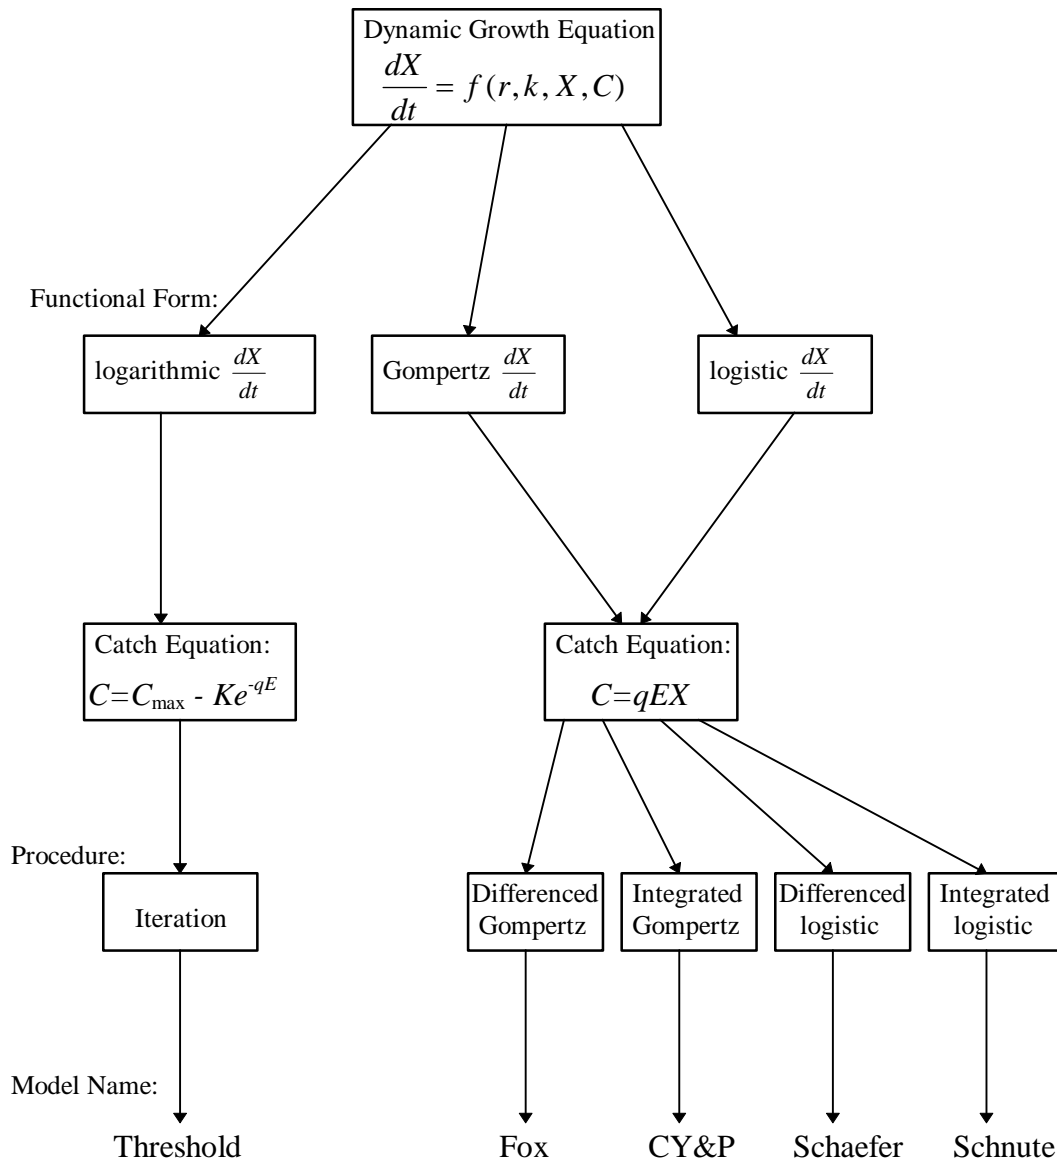 Dynamic Growth Equation
dX/dt = f(r, k, X, C)
Functional Form:
logarithmic dX/dt
Gompertz dX/dt
logistic dX/dt
Catch Equation:
C=C_max - Ke^-qE
Catch Equation:
C=qEX
Procedure:
Iteration
Differenced
Gompertz
Integrated
Gompertz
Differenced
logistic
Integrated
logistic
Model Name:
Threshold
Fox
CY&P
Schaefer
Schnute